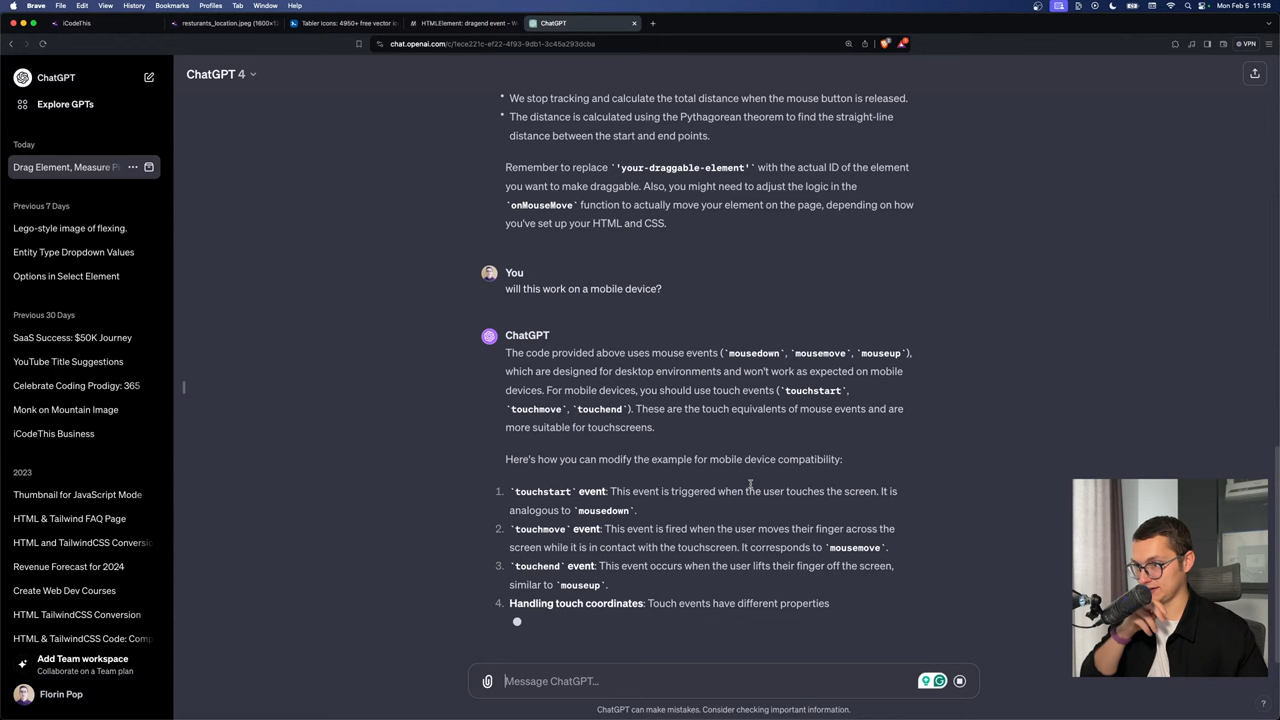 Brave File Edit View History Bookmarks Profiles Tab Window Help
Mon Feb 5 11:58
iCodeThis
resturants_location.jpeg (1600×1
Tabler Icons: 4950+ free vector i
HTMLElement: dragend event - W
ChatGPT
chat.openai.com/c/1ece221c-ef22-4f93-9db1-3c45a293dcba
VPN
ChatGPT
Explore GPTs
Today
Drag Element, Measure P
Previous 7 Days
Lego-style image of flexing.
Entity Type Dropdown Values
Options in Select Element
Previous 30 Days
SaaS Success: $50K Journey
YouTube Title Suggestions
Celebrate Coding Prodigy: 365
Monk on Mountain Image
iCodeThis Business
2023
Thumbnail for JavaScript Mode
HTML & Tailwind FAQ Page
HTML and TailwindCSS Conversio
Revenue Forecast for 2024
Create Web Dev Courses
HTML TailwindCSS Conversion
HTML & TailwindCSS Code: Comp
Add Team workspace
Collaborate on a Team plan
Florin Pop
ChatGPT 4
• We stop tracking and calculate the total distance when the mouse button is released.
• The distance is calculated using the Pythagorean theorem to find the straight-line
distance between the start and end points.
Remember to replace `'your-draggable-element'` with the actual ID of the element
you want to make draggable. Also, you might need to adjust the logic in the
`onMouseMove` function to actually move your element on the page, depending on how
you've set up your HTML and CSS.
You
will this work on a mobile device?
ChatGPT
The code provided above uses mouse events (`mousedown`, `mousemove`, `mouseup`),
which are designed for desktop environments and won't work as expected on mobile
devices. For mobile devices, you should use touch events (`touchstart`,
`touchmove`, `touchend`). These are the touch equivalents of mouse events and are
more suitable for touchscreens.
Here's how you can modify the example for mobile device compatibility:
1. `touchstart` event: This event is triggered when the user touches the screen. It is
analogous to `mousedown`.
2. `touchmove` event: This event is fired when the user moves their finger across the
screen while it is in contact with the touchscreen. It corresponds to `mousemove`.
3. `touchend` event: This event occurs when the user lifts their finger off the screen,
similar to `mouseup`.
4. Handling touch coordinates: Touch events have different properties
Message ChatGPT…
ChatGPT can make mistakes. Consider checking important information.
?